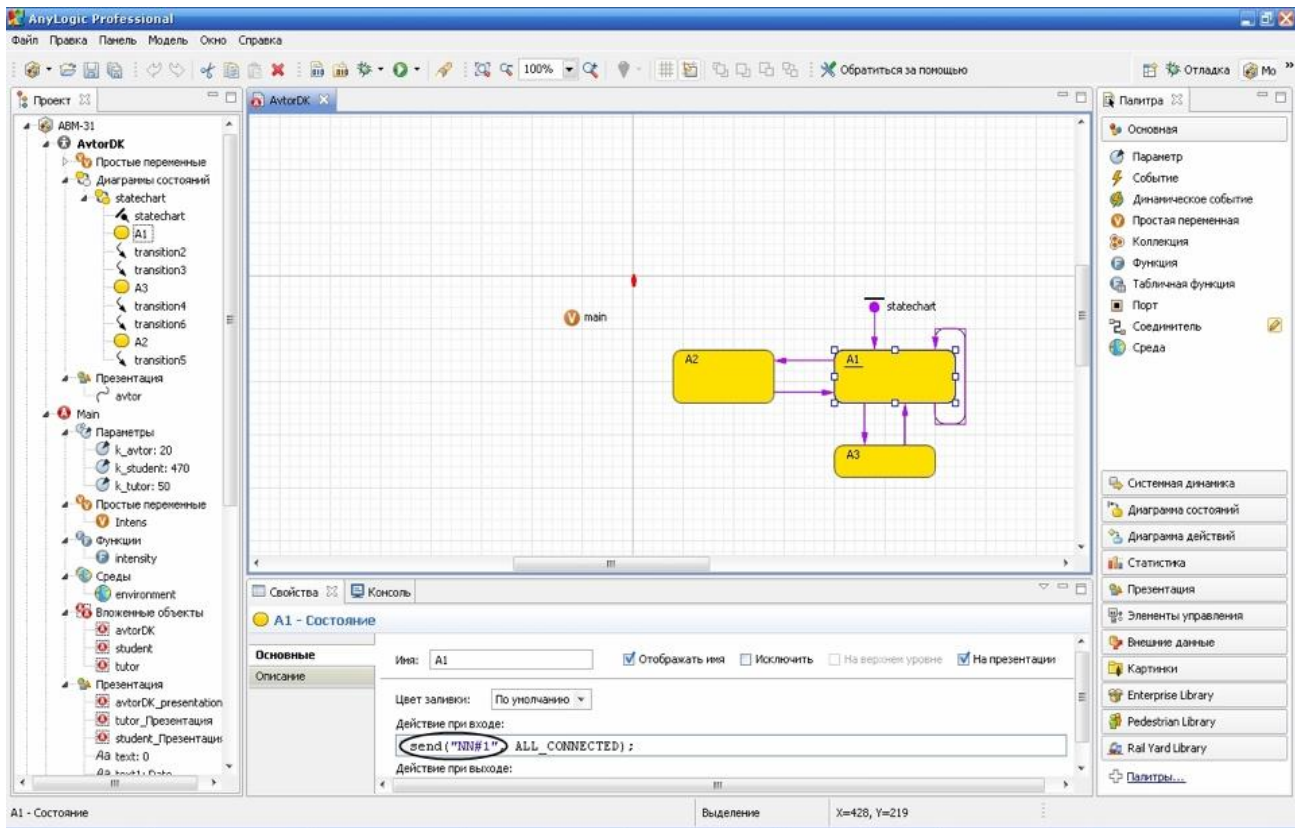 AnyLogic Professional
Файл Правка Панель Модель Окно Справка
100% Обратиться за помощью Отладка Mo »
Проект
ABM-31
AvtorDK
Простые переменные
Диаграммы состояний
statechart
statechart
A1
transition2
transition3
A3
transition4
transition6
A2
transition5
Презентация
avtor
Main
Параметры
k_avtor: 20
k_student: 470
k_tutor: 50
Простые переменные
Intens
Функции
intensity
Среды
environment
Вложенные объекты
avtorDK
student
tutor
Презентация
avtorDK_presentation
tutor_Презентация
student_Презентация
text: 0
AvtorDK
main
statechart
A2
A1
A3
Свойства Консоль
A1 - Состояние
Основные
Описание
Имя: A1 Отображать имя Исключить На верхнем уровне На презентации
Цвет заливки: По умолчанию
Действие при входе:
send("NN#1", ALL_CONNECTED);
Действие при выходе:
Палитра
Основная
Параметр
Событие
Динамическое событие
Простая переменная
Коллекция
Функция
Табличная функция
Порт
Соединитель
Среда
Системная динамика
Диаграмма состояний
Диаграмма действий
Статистика
Презентация
Элементы управления
Внешние данные
Картинки
Enterprise Library
Pedestrian Library
Rail Yard Library
Палитры...
A1 - Состояние Выделение X=428, Y=219